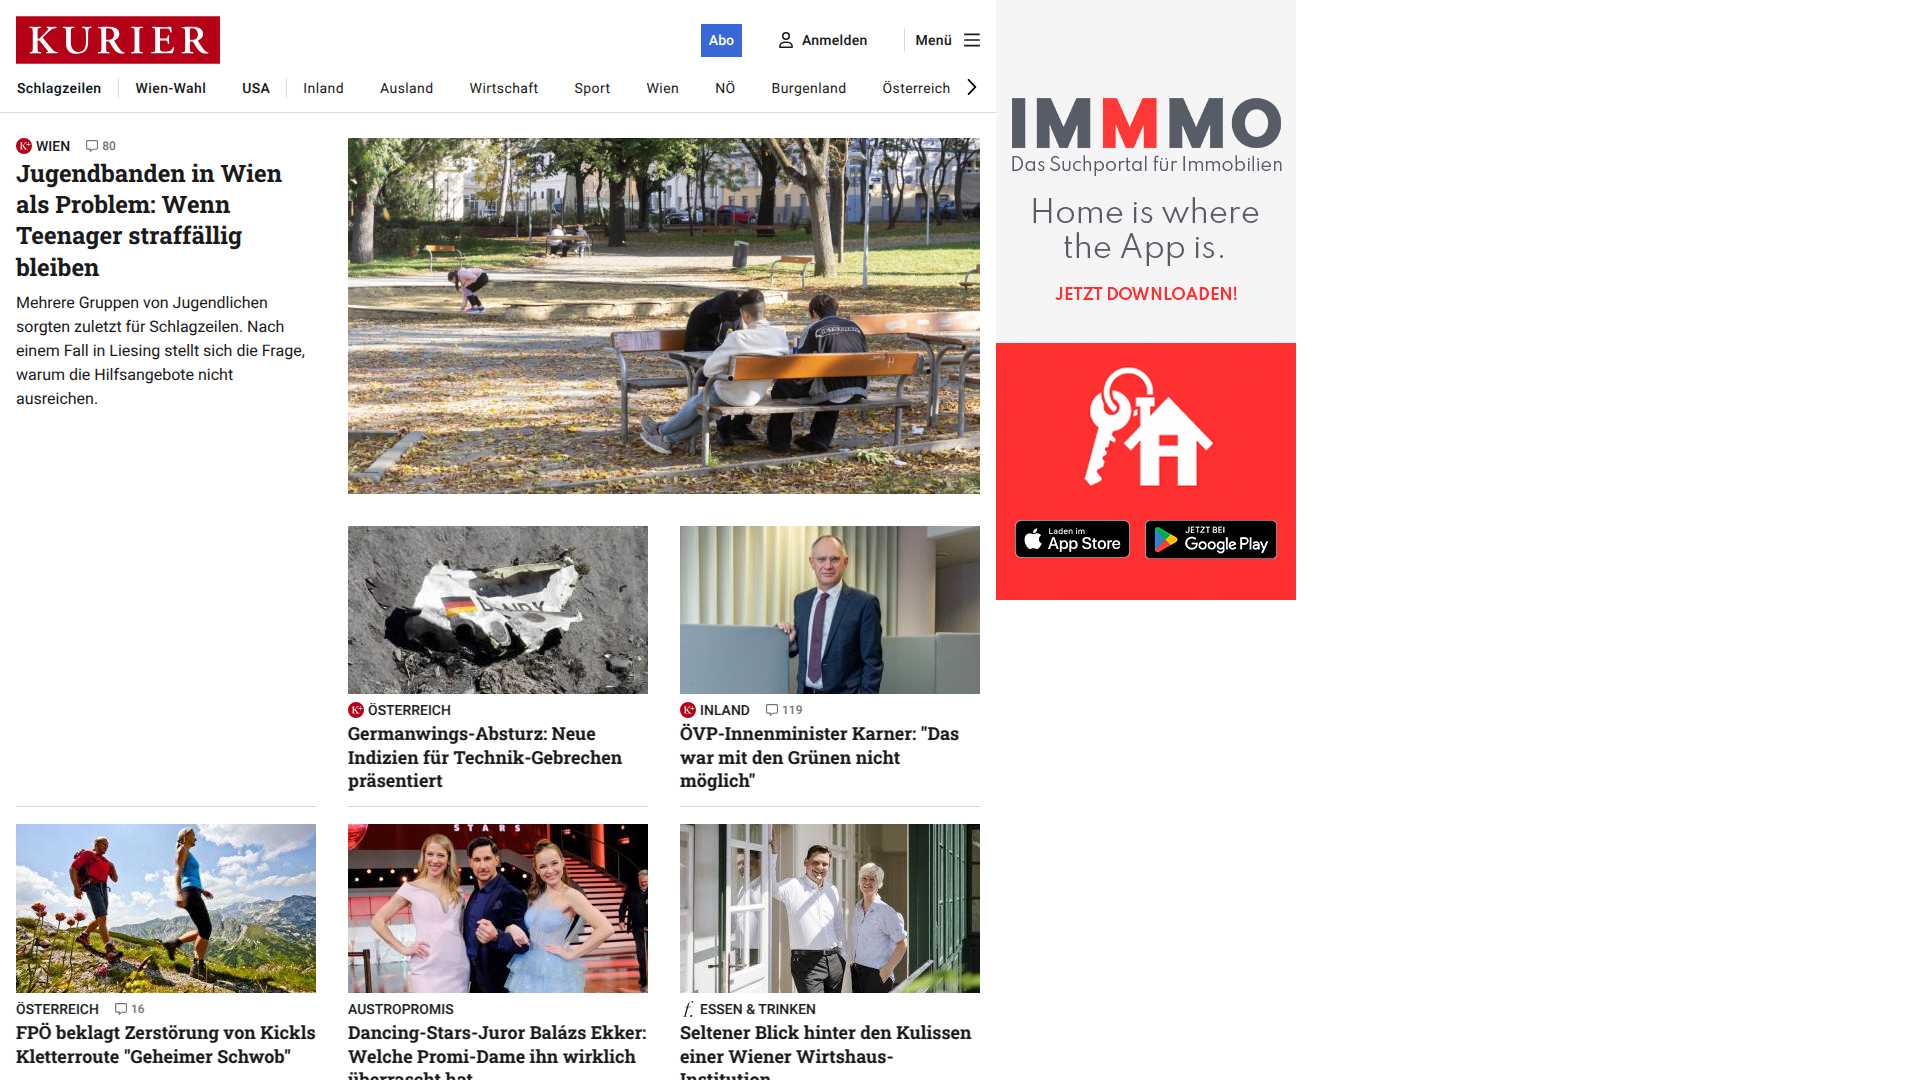 KURIER
Abo
Anmelden
Menü
Schlagzeilen
Wien-Wahl
USA
Inland
Ausland
Wirtschaft
Sport
Wien
NÖ
Burgenland
Österreich
WIEN 80
Jugendbanden in Wien
als Problem: Wenn
Teenager straffällig
bleiben
Mehrere Gruppen von Jugendlichen
sorgten zuletzt für Schlagzeilen. Nach
einem Fall in Liesing stellt sich die Frage,
warum die Hilfsangebote nicht
ausreichen.
ÖSTERREICH
Germanwings-Absturz: Neue
Indizien für Technik-Gebrechen
präsentiert
INLAND 119
ÖVP-Innenminister Karner: "Das
war mit den Grünen nicht
möglich"
ÖSTERREICH 16
FPÖ beklagt Zerstörung von Kickls
Kletterroute "Geheimer Schwob"
STARS
AUSTROPROMIS
Dancing-Stars-Juror Balázs Ekker:
Welche Promi-Dame ihn wirklich
überrascht hat
f. ESSEN & TRINKEN
Seltener Blick hinter den Kulissen
einer Wiener Wirtshaus-
Institution
IMMMO
Das Suchportal für Immobilien
Home is where
the App is.
JETZT DOWNLOADEN!
Laden im
App Store
JETZT BEI
Google Play